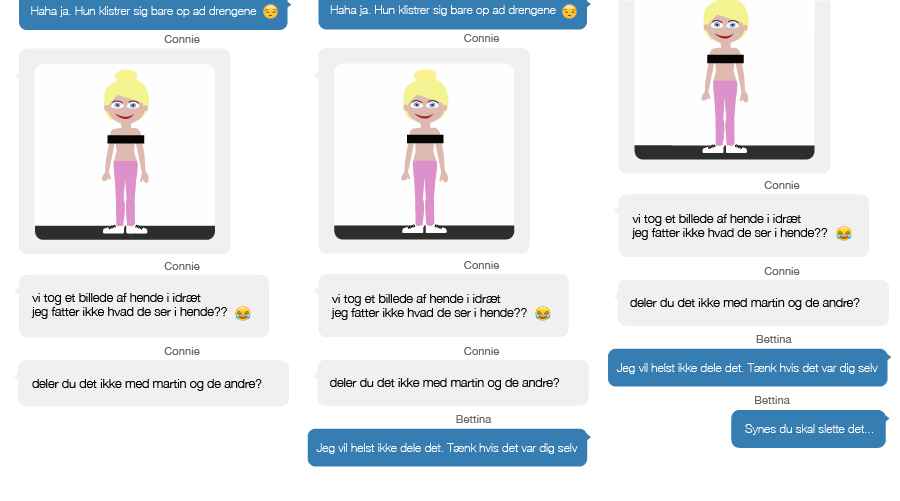 Haha ja. Hun klistrer sig bare op ad drengene 😒
Connie
Connie
vi tog et billede af hende i idræt
jeg fatter ikke hvad de ser i hende?? 😂
Connie
deler du det ikke med martin og de andre?
Haha ja. Hun klistrer sig bare op ad drengene 😒
Connie
Connie
vi tog et billede af hende i idræt
jeg fatter ikke hvad de ser i hende?? 😂
Connie
deler du det ikke med martin og de andre?
Bettina
Jeg vil helst ikke dele det. Tænk hvis det var dig selv
Connie
vi tog et billede af hende i idræt
jeg fatter ikke hvad de ser i hende?? 😂
Connie
deler du det ikke med martin og de andre?
Bettina
Jeg vil helst ikke dele det. Tænk hvis det var dig selv
Bettina
Synes du skal slette det...